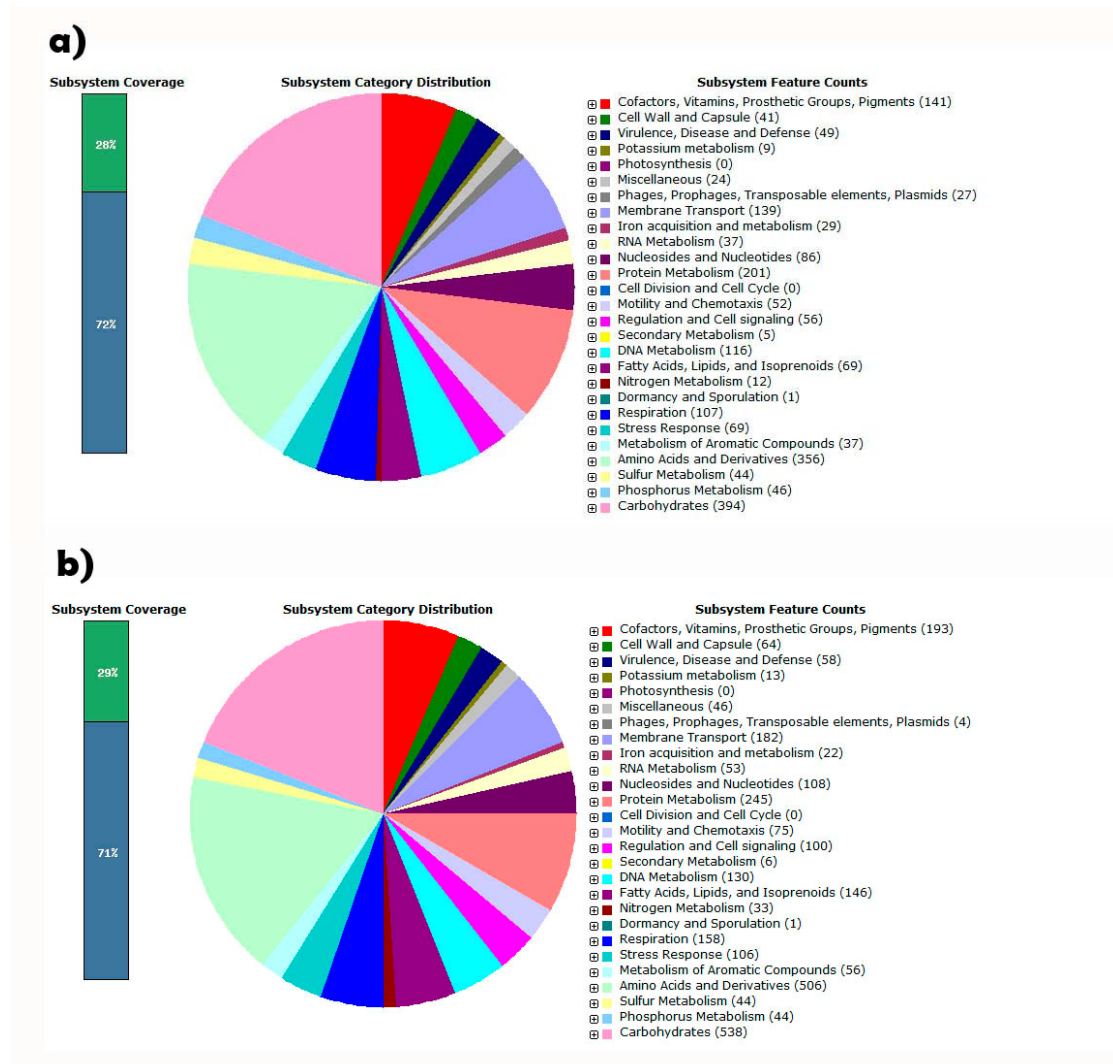 a)
Subsystem Coverage
Subsystem Category Distribution
Subsystem Feature Counts
28%
72%
Cofactors, Vitamins, Prosthetic Groups, Pigments (141)
Cell Wall and Capsule (41)
Virulence, Disease and Defense (49)
Potassium metabolism (9)
Photosynthesis (0)
Miscellaneous (24)
Phages, Prophages, Transposable elements, Plasmids (27)
Membrane Transport (139)
Iron acquisition and metabolism (29)
RNA Metabolism (37)
Nucleosides and Nucleotides (86)
Protein Metabolism (201)
Cell Division and Cell Cycle (0)
Motility and Chemotaxis (52)
Regulation and Cell signaling (56)
Secondary Metabolism (5)
DNA Metabolism (116)
Fatty Acids, Lipids, and Isoprenoids (69)
Nitrogen Metabolism (12)
Dormancy and Sporulation (1)
Respiration (107)
Stress Response (69)
Metabolism of Aromatic Compounds (37)
Amino Acids and Derivatives (356)
Sulfur Metabolism (44)
Phosphorus Metabolism (46)
Carbohydrates (394)
b)
Subsystem Coverage
Subsystem Category Distribution
Subsystem Feature Counts
29%
71%
Cofactors, Vitamins, Prosthetic Groups, Pigments (193)
Cell Wall and Capsule (64)
Virulence, Disease and Defense (58)
Potassium metabolism (13)
Photosynthesis (0)
Miscellaneous (46)
Phages, Prophages, Transposable elements, Plasmids (4)
Membrane Transport (182)
Iron acquisition and metabolism (22)
RNA Metabolism (53)
Nucleosides and Nucleotides (108)
Protein Metabolism (245)
Cell Division and Cell Cycle (0)
Motility and Chemotaxis (75)
Regulation and Cell signaling (100)
Secondary Metabolism (6)
DNA Metabolism (130)
Fatty Acids, Lipids, and Isoprenoids (146)
Nitrogen Metabolism (33)
Dormancy and Sporulation (1)
Respiration (158)
Stress Response (106)
Metabolism of Aromatic Compounds (56)
Amino Acids and Derivatives (506)
Sulfur Metabolism (44)
Phosphorus Metabolism (44)
Carbohydrates (538)